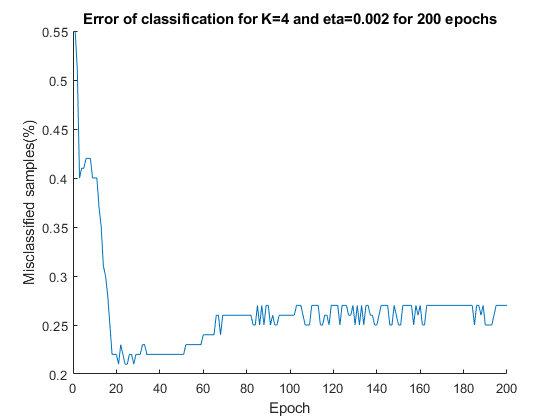 Error of classification for K=4 and eta=0.002 for 200 epochs
0.55
0.5
0.45
0.4
0.35
0.3
0.25
0.2
Misclassified samples(%)
0 20 40 60 80 100 120 140 160 180 200
Epoch